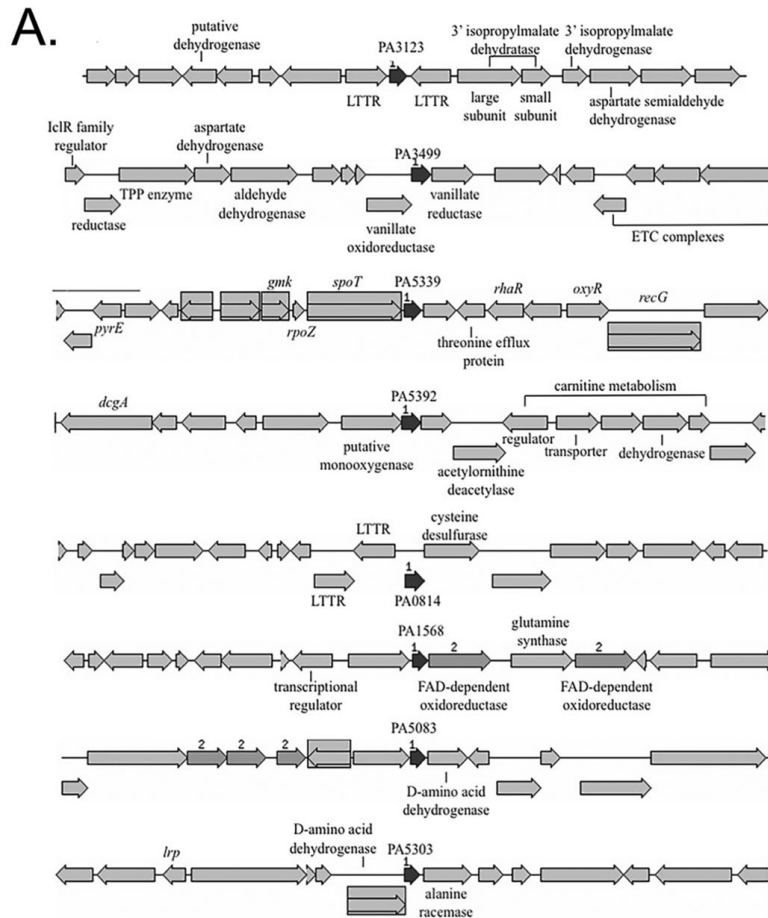 A.
putative
dehydrogenase
PA3123
3’ isopropylmalate
dehydratase
3’ isopropylmalate
dehydrogenase
LTTR
LTTR
large
subunit
small
subunit
aspartate semialdehyde
dehydrogenase
IclR family
regulator
aspartate
dehydrogenase
PA3499
1
TPP enzyme
aldehyde
dehydrogenase
vanillate
reductase
reductase
vanillate
oxidoreductase
ETC complexes
gmk
spoT
PA5339
1
rhaR
oxyR
recG
pyrE
rpoZ
threonine efflux
protein
dcgA
PA5392
1
carnitine metabolism
putative
monooxygenase
regulator
transporter
dehydrogenase
acetylornithine
deacetylase
LTTR
cysteine
desulfurase
1
LTTR
PA0814
PA1568
1
2
glutamine
synthase
2
transcriptional
regulator
FAD-dependent
oxidoreductase
FAD-dependent
oxidoreductase
PA5083
2
2
2
1
D-amino acid
dehydrogenase
D-amino acid
dehydrogenase
PA5303
lrp
1
alanine
racemase